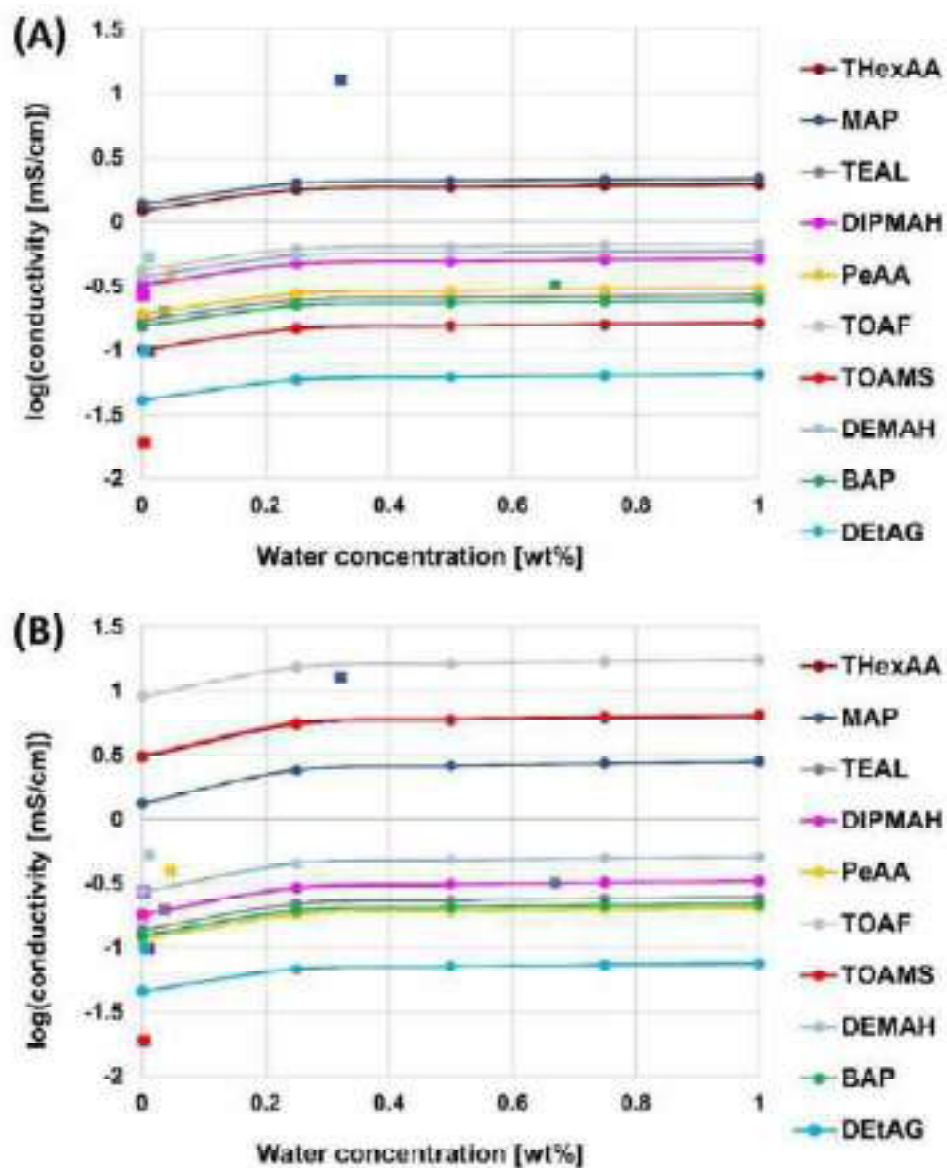 (A)
1.5
1
0.5
0
-0.5
-1
-1.5
-2
log(conductivity [mS/cm])
0 0.2 0.4 0.6 0.8 1
Water concentration [wt%]
THexAA
MAP
TEAL
DIPMAH
PeAA
TOAF
TOAMS
DEMAH
BAP
DEtAG
(B)
1.5
1
0.5
0
-0.5
-1
-1.5
-2
log(conductivity [mS/cm])
0 0.2 0.4 0.6 0.8 1
Water concentration [wt%]
THexAA
MAP
TEAL
DIPMAH
PeAA
TOAF
TOAMS
DEMAH
BAP
DEtAG